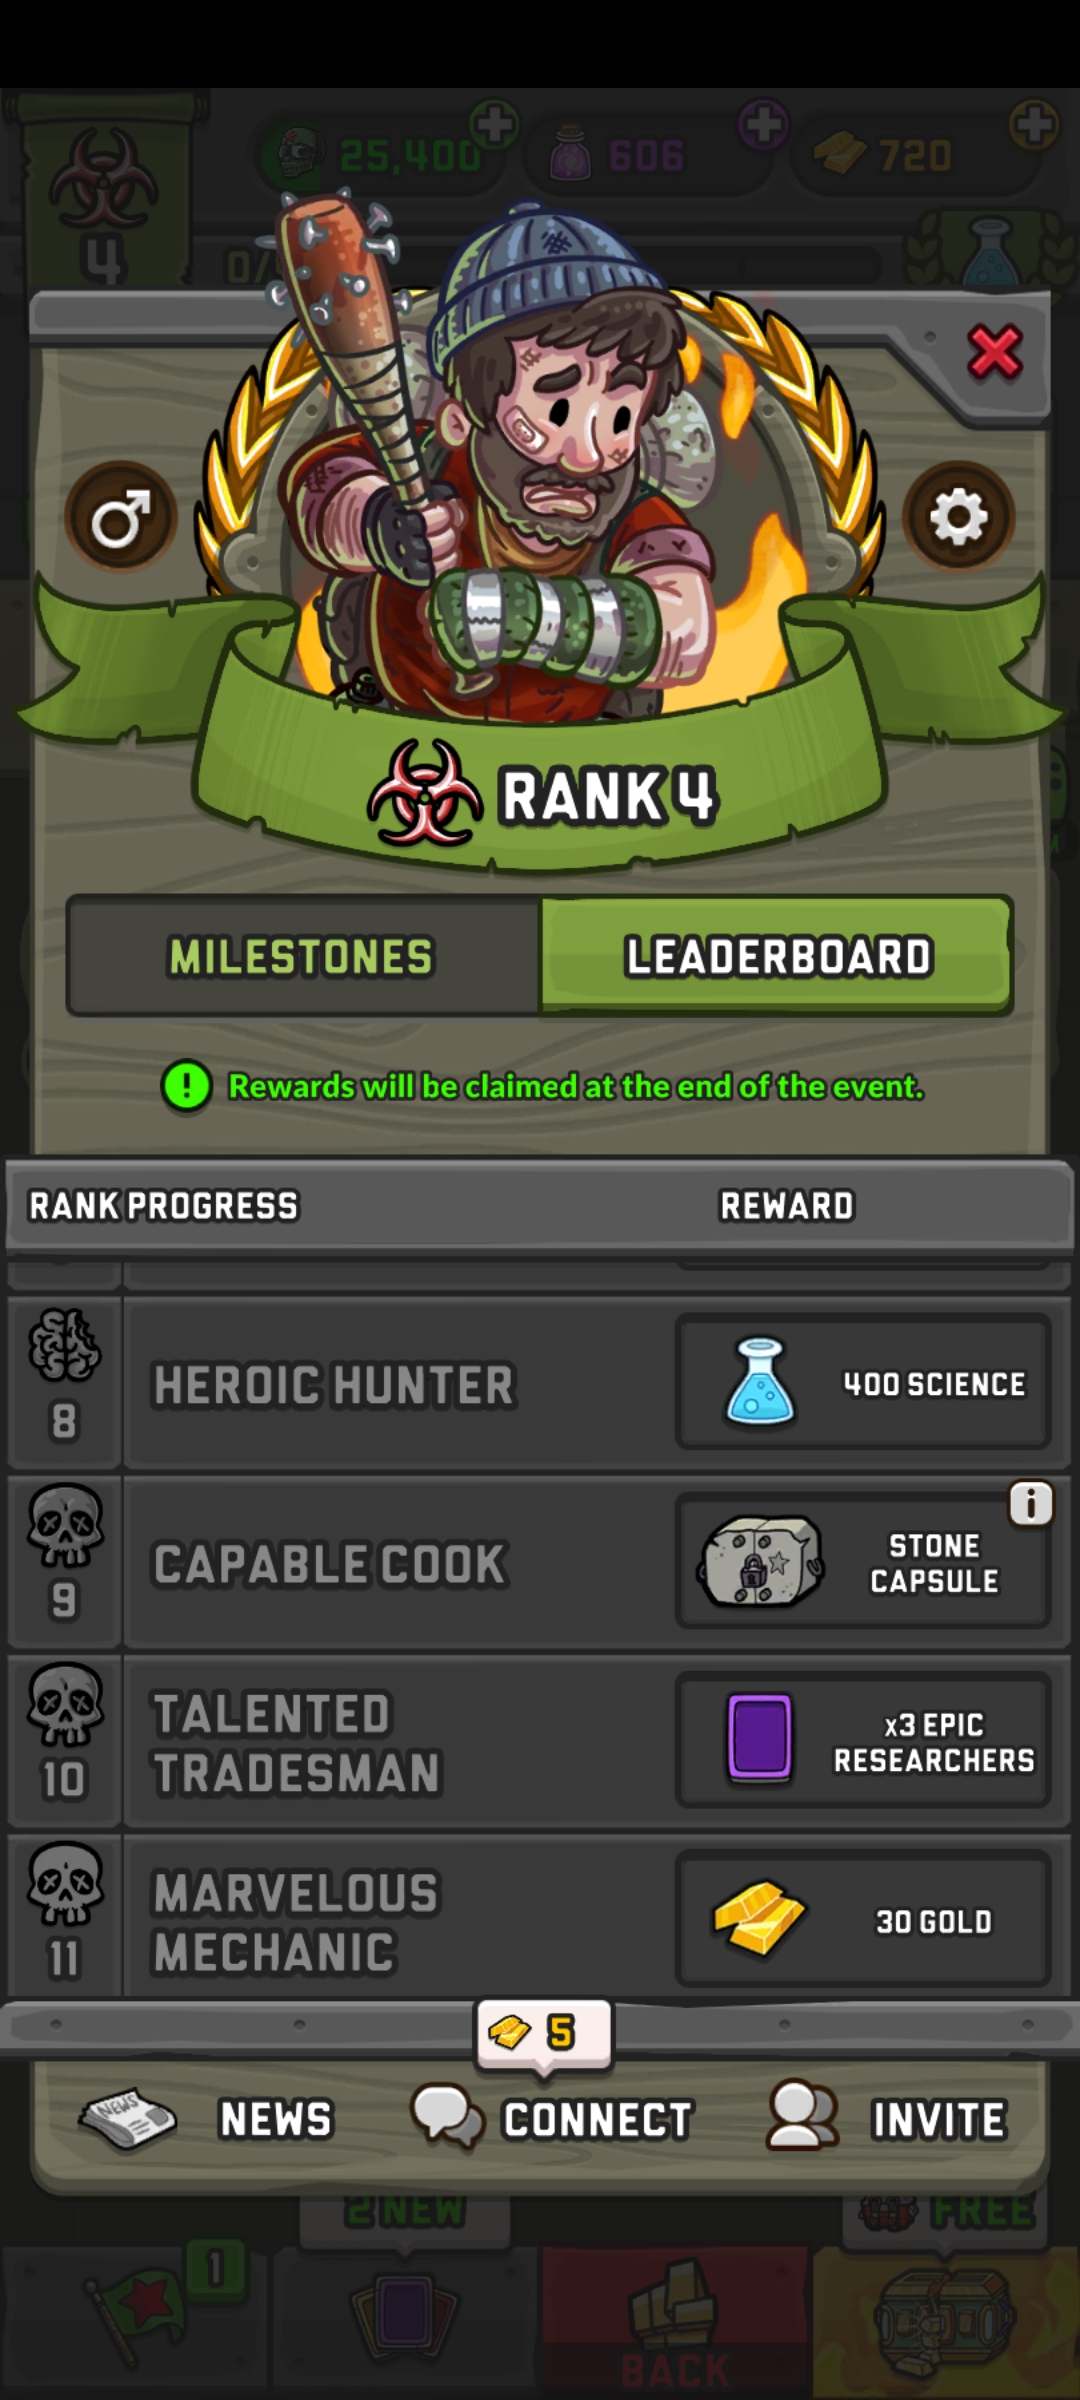 25,400
606
720
4
0/
RANK 4
MILESTONES
LEADERBOARD
! Rewards will be claimed at the end of the event.
RANK PROGRESS
REWARD
8
HEROIC HUNTER
400 SCIENCE
9
CAPABLE COOK
STONE
CAPSULE
i
10
TALENTED
TRADESMAN
x3 EPIC
RESEARCHERS
11
MARVELOUS
MECHANIC
30 GOLD
5
NEWS
NEWS
CONNECT
INVITE
2 NEW
FREE
1
BACK